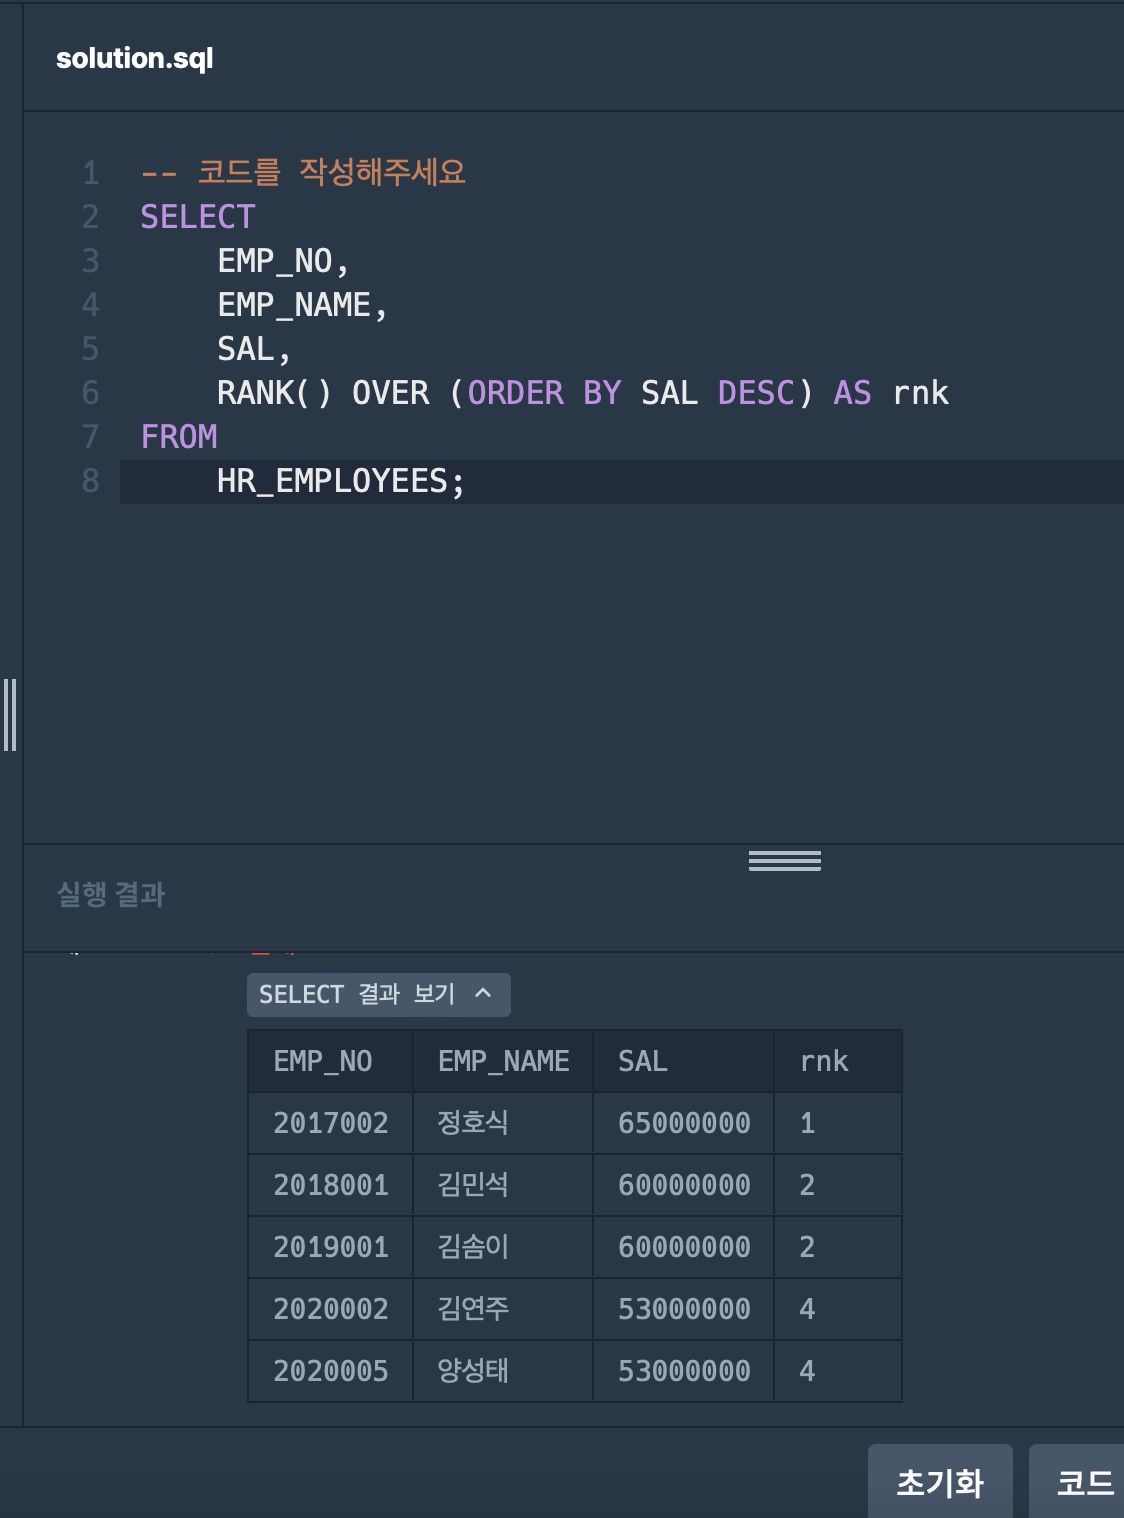 solution.sql
1 -- 코드를 작성해주세요
2 SELECT
3 EMP_NO,
4 EMP_NAME,
5 SAL,
6 RANK() OVER (ORDER BY SAL DESC) AS rnk
7 FROM
8 HR_EMPLOYEES;
실행 결과
SELECT 결과 보기
EMP_NO EMP_NAME SAL rnk
2017002 정호식 65000000 1
2018001 김민석 60000000 2
2019001 김솜이 60000000 2
2020002 김연주 53000000 4
2020005 양성태 53000000 4
초기화 코드